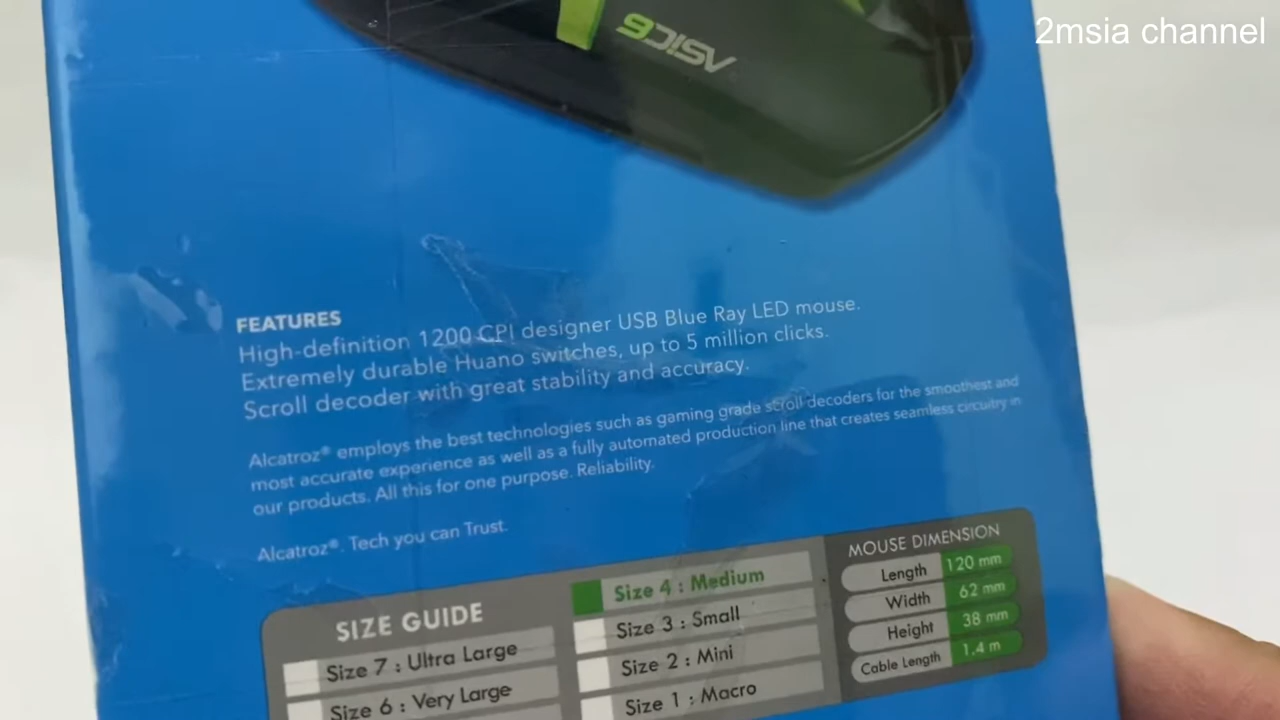 2msia channel
ASIC6
FEATURES
High-definition 1200 CPI designer USB Blue Ray LED mouse.
Extremely durable Huano switches, up to 5 million clicks.
Scroll decoder with great stability and accuracy.
Alcatroz® employs the best technologies such as gaming grade scroll decoders for the smoothest and
most accurate experience as well as a fully automated production line that creates seamless circuitry in
our products. All this for one purpose. Reliability.
Alcatroz®. Tech you can Trust.
SIZE GUIDE
Size 7 : Ultra Large
Size 6 : Very Large
Size 4 : Medium
Size 3 : Small
Size 2 : Mini
Size 1 : Macro
MOUSE DIMENSION
Length 120 mm
Width 62 mm
Height 38 mm
Cable Length 1.4 m